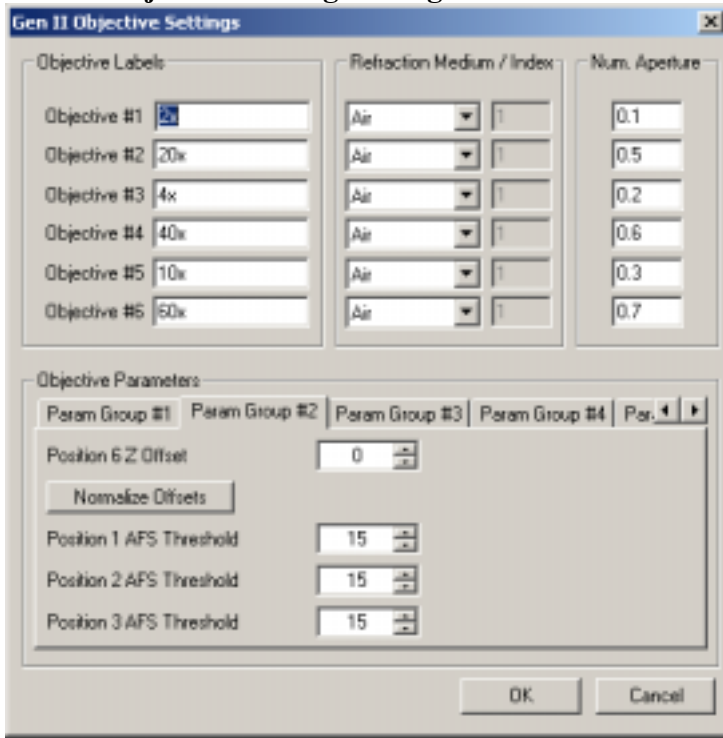 Gen II Objective Settings
Objective Labels
Refraction Medium / Index
Num. Aperture
Objective #1 2x Air 1 0.1
Objective #2 20x Air 1 0.5
Objective #3 4x Air 1 0.2
Objective #4 40x Air 1 0.6
Objective #5 10x Air 1 0.3
Objective #6 60x Air 1 0.7
Objective Parameters
Param Group #1 Param Group #2 Param Group #3 Param Group #4 Par
Position 6 Z Offset 0
Normalize Offsets
Position 1 AFS Threshold 15
Position 2 AFS Threshold 15
Position 3 AFS Threshold 15
OK Cancel